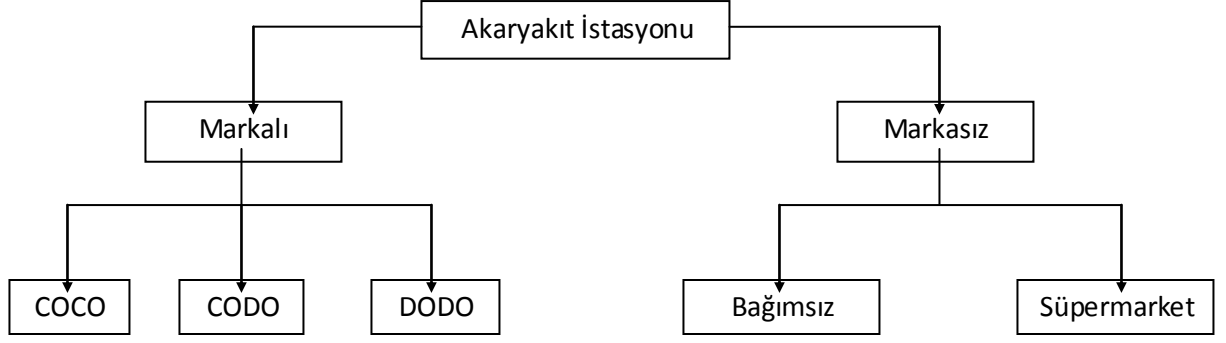 Akaryakıt İstasyonu
Markalı
Markasız
COCO
CODO
DODO
Bağımsız
Süpermarket